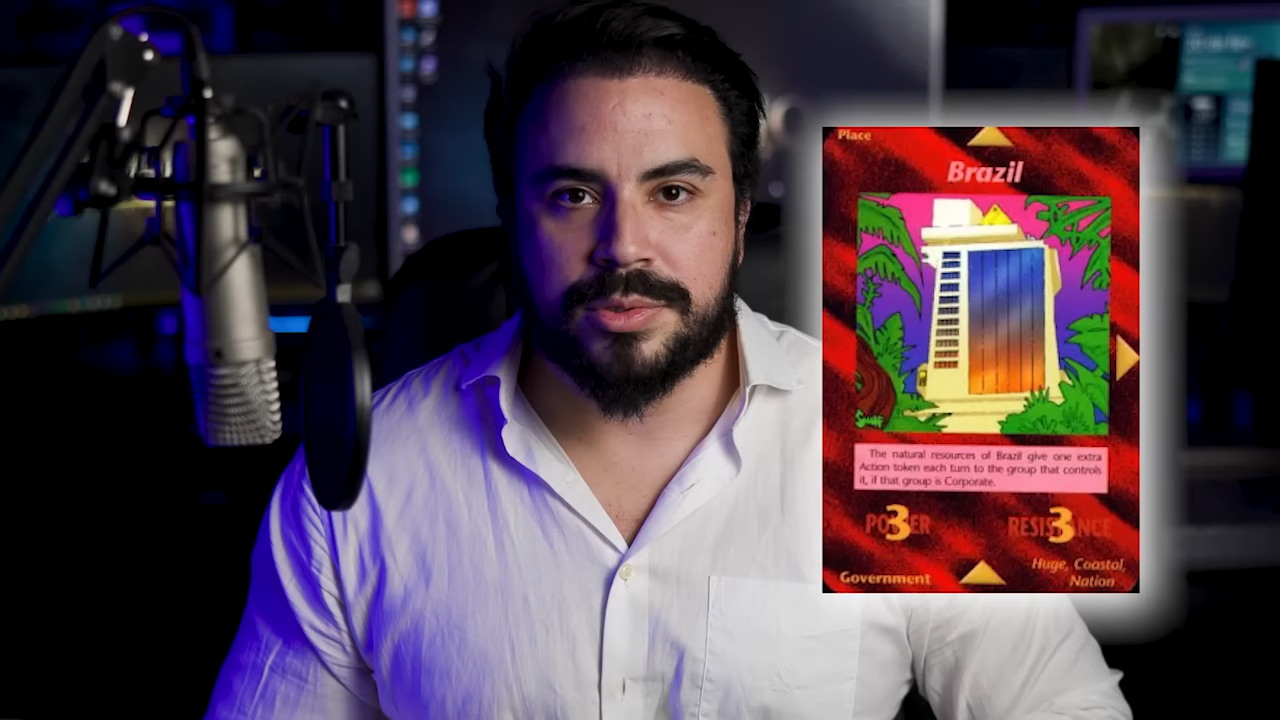 Place
Brazil
The natural resources of Brazil give one extra
Action token each turn to the group that controls
it, if that group is Corporate.
POWER
3
RESISTANCE
3
Huge, Coastal,
Nation
Government